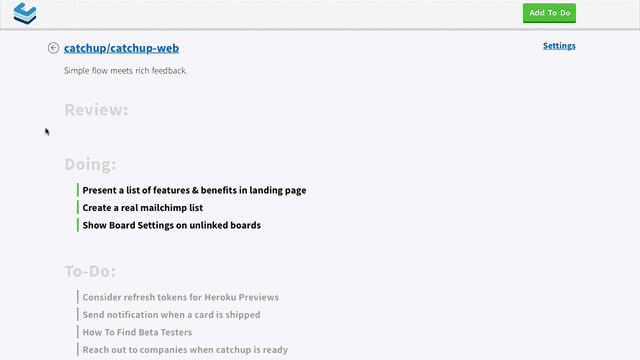 Add To Do
catchup/catchup-web
Settings
Simple flow meets rich feedback.
Review:
Doing:
Present a list of features & benefits in landing page
Create a real mailchimp list
Show Board Settings on unlinked boards
To-Do:
Consider refresh tokens for Heroku Previews
Send notification when a card is shipped
How To Find Beta Testers
Reach out to companies when catchup is ready